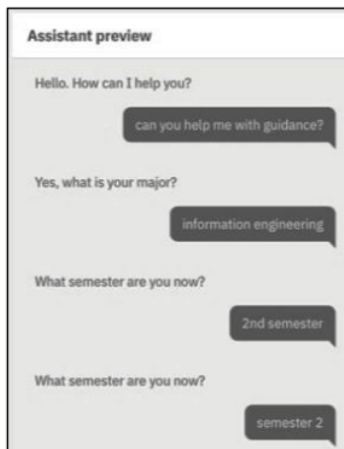 Assistant preview
Hello. How can I help you?
can you help me with guidance?
Yes, what is your major?
information engineering
What semester are you now?
2nd semester
What semester are you now?
semester 2